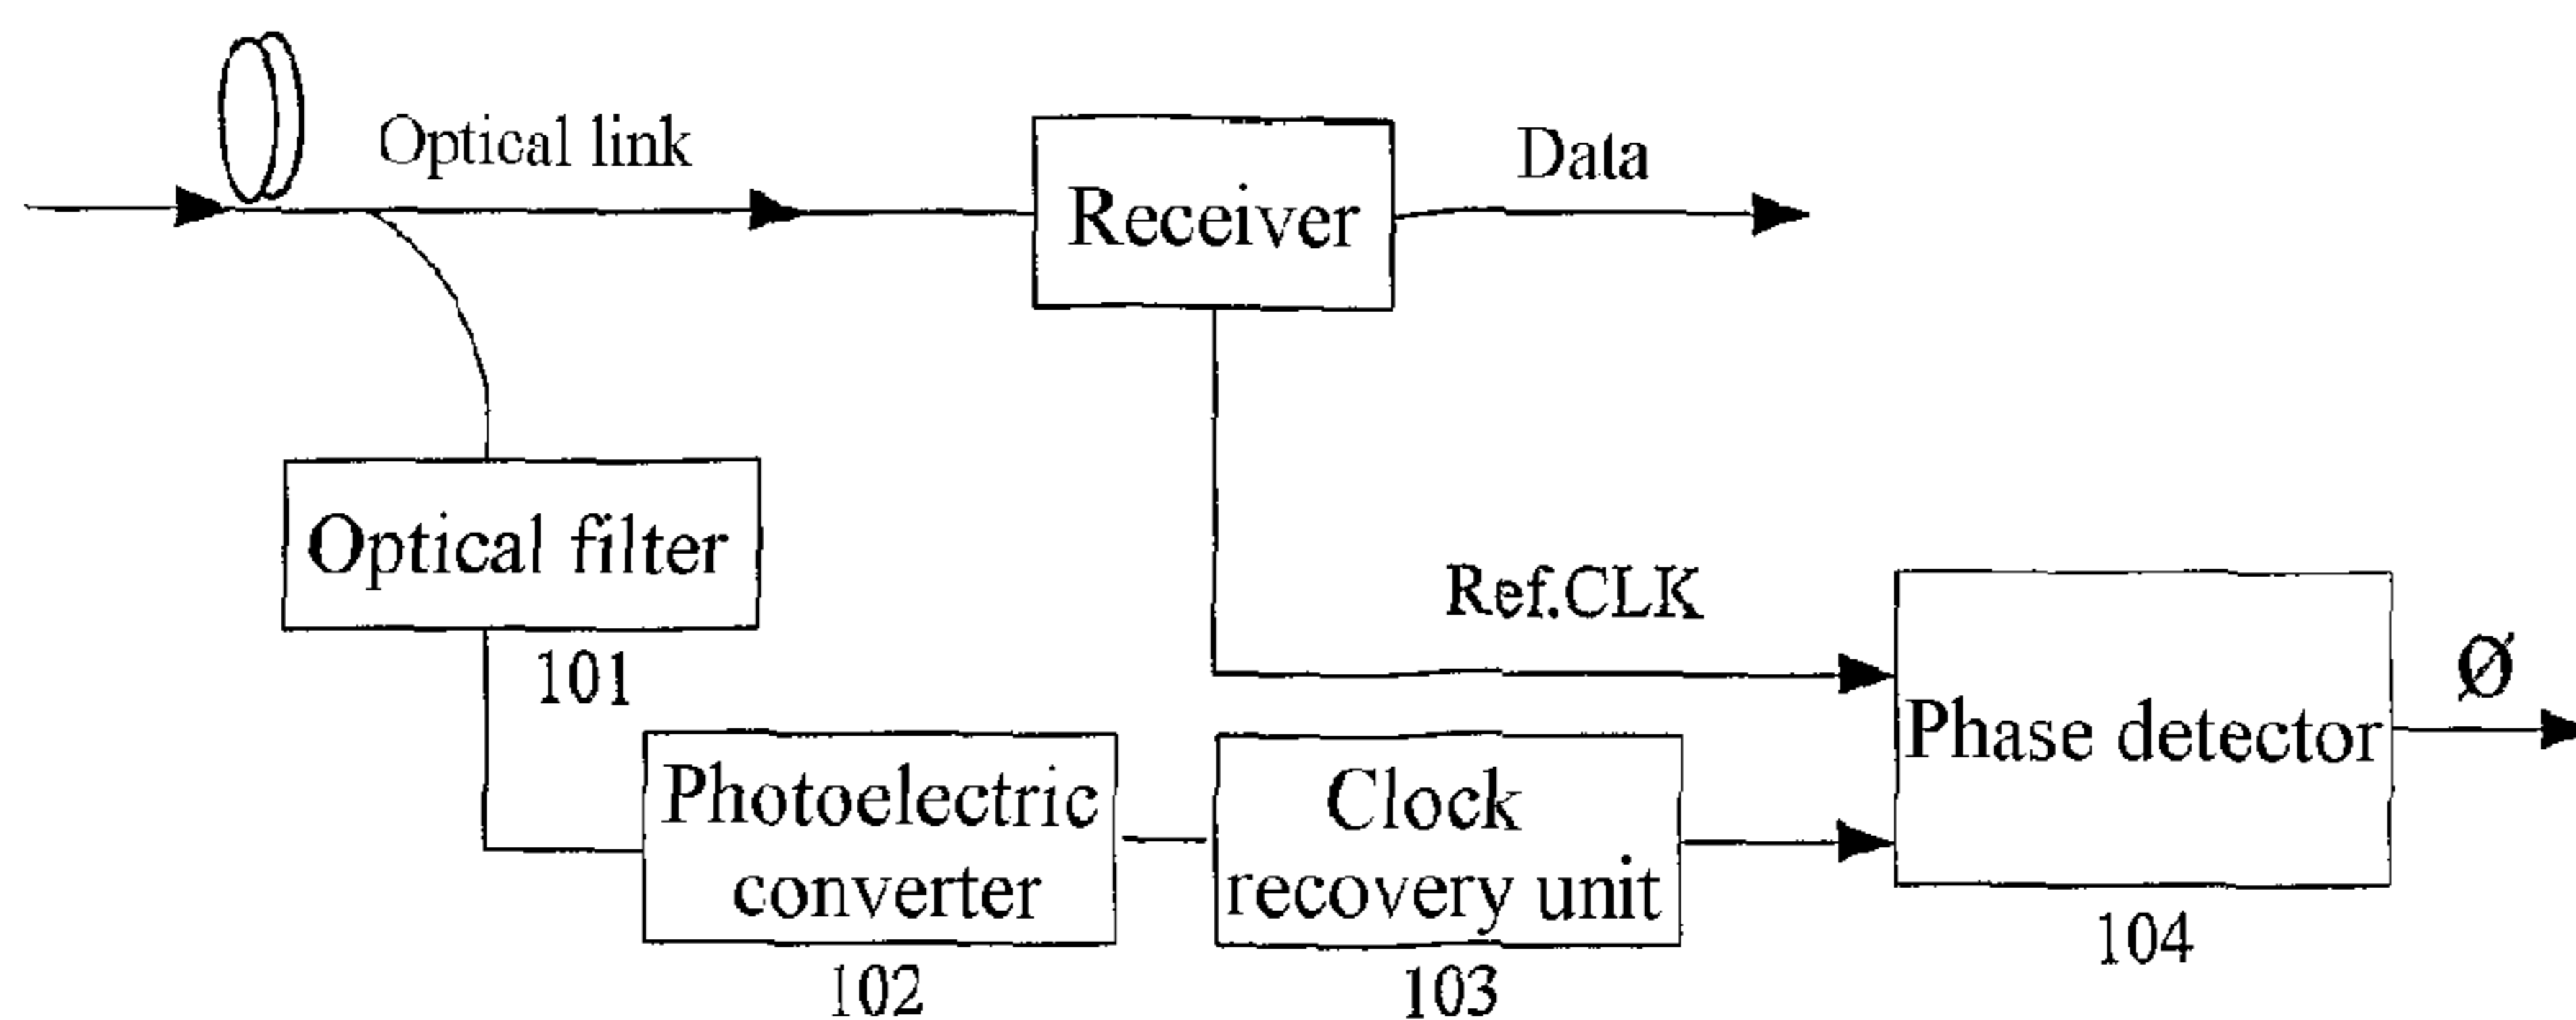 Optical link
Receiver
Data
Optical filter
101
Ref.CLK
Photoelectric
converter
102
Clock
recovery unit
103
Phase detector
104
Ø